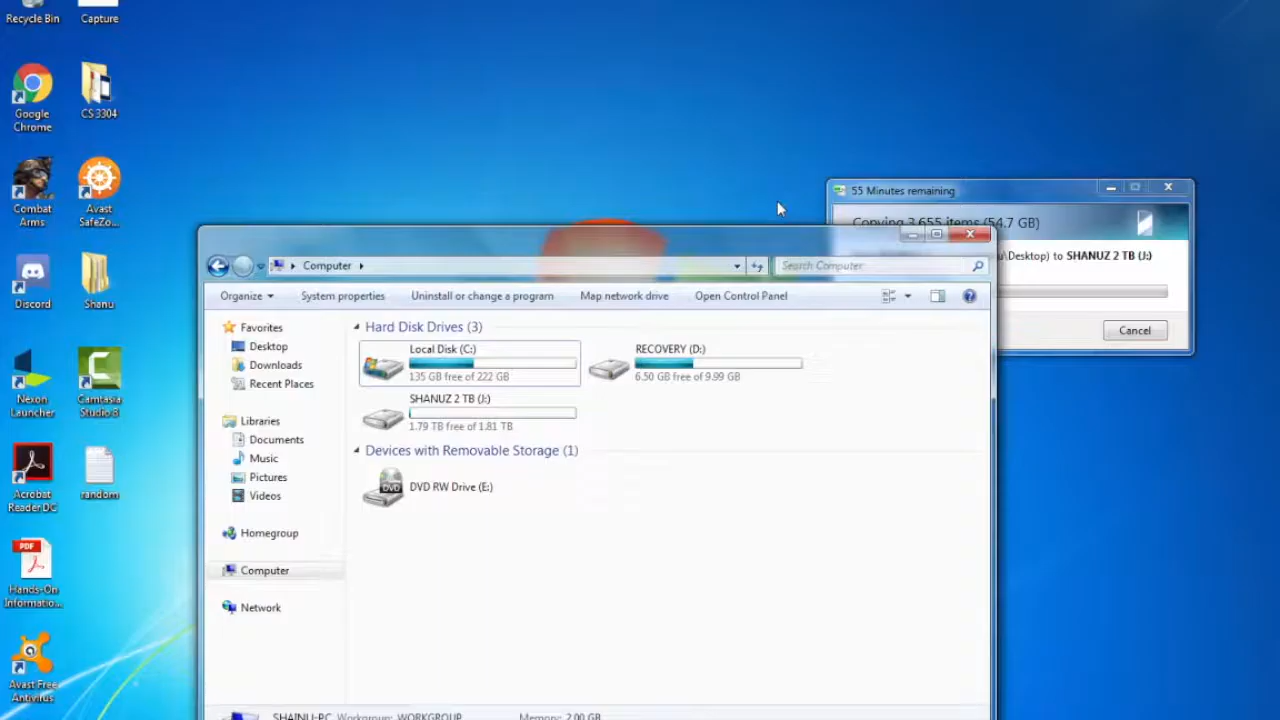 Recycle Bin
Capture
Google
Chrome
CS 3304
Combat
Arms
Avast
SafeZo...
Discord
Shanu
Nexon
Launcher
Camtasia
Studio 8
Acrobat
Reader DC
random
Hands-On
Informatio...
Avast Free
Antivirus
55 Minutes remaining
Copying 3,655 items (54.7 GB)
u\Desktop) to SHANUZ 2 TB (J:)
Cancel
Computer
Search Computer
Organize
System properties
Uninstall or change a program
Map network drive
Open Control Panel
Favorites
Desktop
Downloads
Recent Places
Libraries
Documents
Music
Pictures
Videos
Homegroup
Computer
Network
Hard Disk Drives (3)
Local Disk (C:)
135 GB free of 222 GB
RECOVERY (D:)
6.50 GB free of 9.99 GB
SHANUZ 2 TB (J:)
1.79 TB free of 1.81 TB
Devices with Removable Storage (1)
DVD
DVD RW Drive (E:)
PDF
Workgroup: WORKGROUP
Memory: 2.00 GB